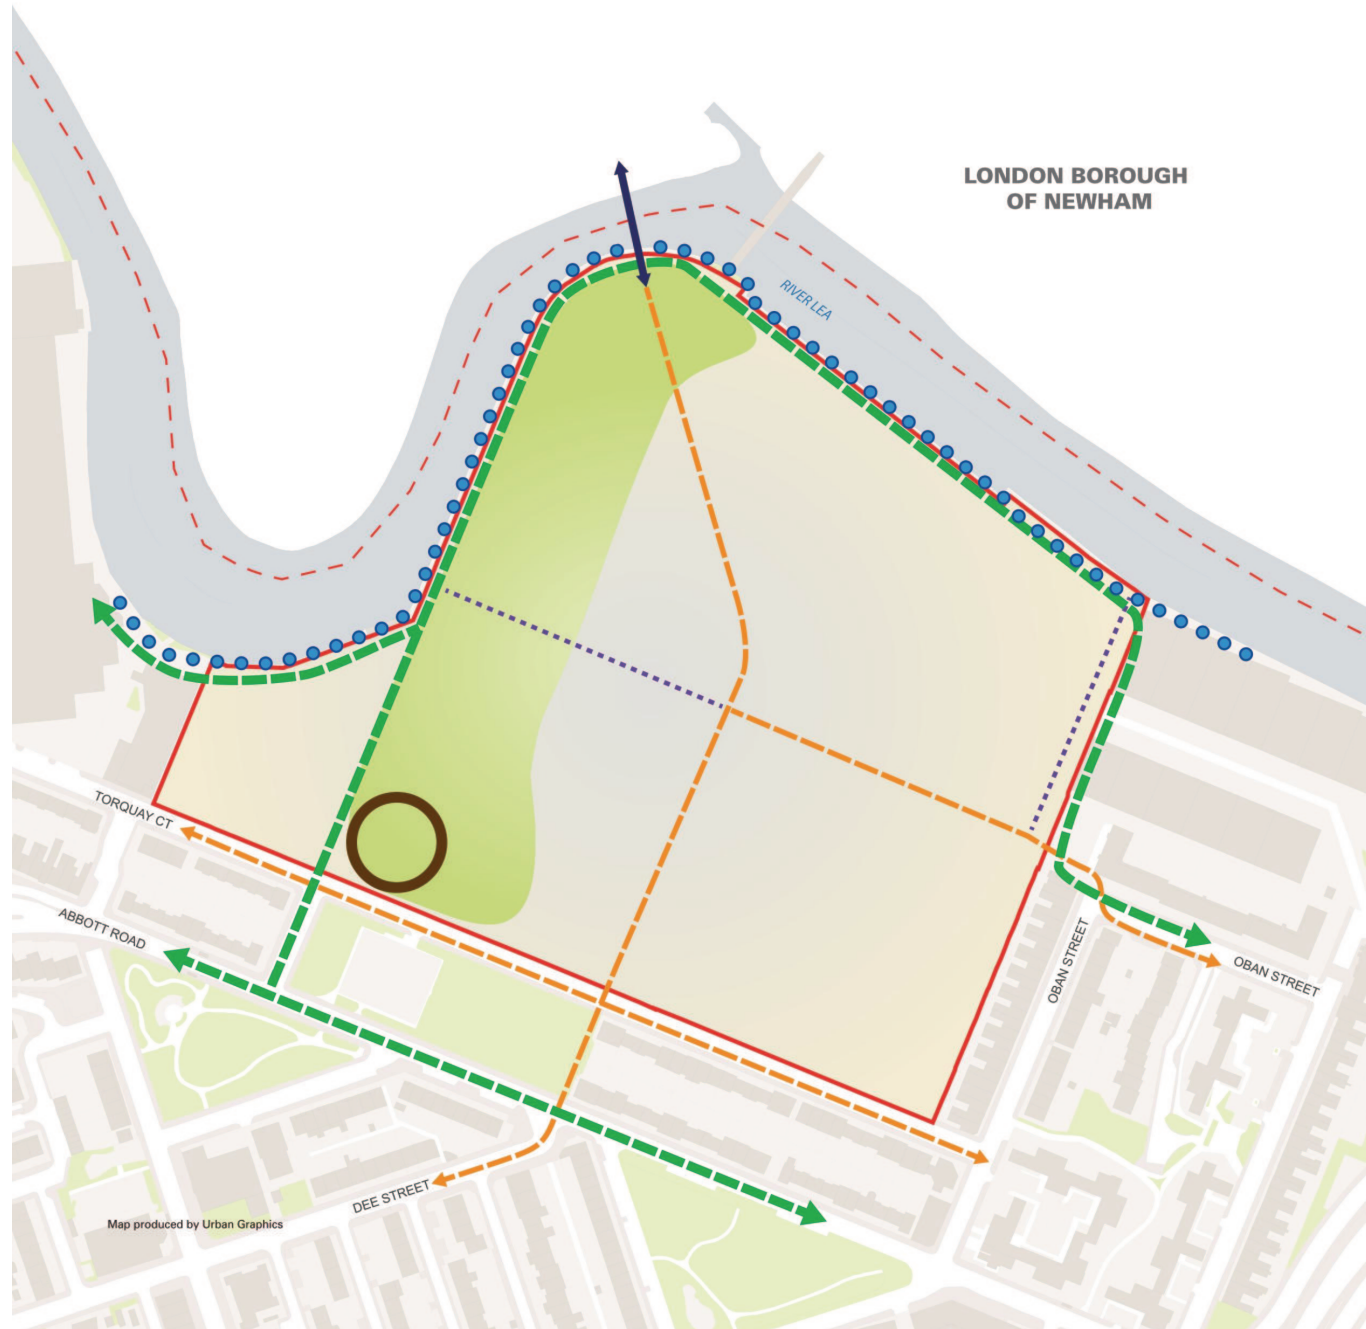 LONDON BOROUGH
OF NEWHAM
RIVER LEA
TORQUAY CT
ABBOTT ROAD
OBAN STREET
OBAN STREET
DEE STREET
Map produced by Urban Graphics